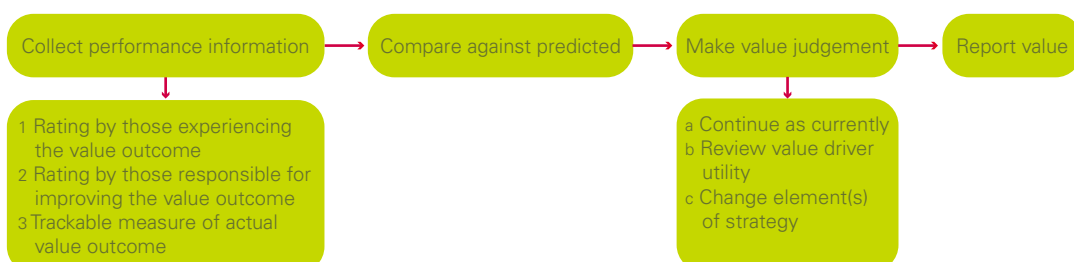 Collect performance information
Compare against predicted
Make value judgement
Report value
1 Rating by those experiencing
the value outcome
2 Rating by those responsible for
improving the value outcome
3 Trackable measure of actual
value outcome
a Continue as currently
b Review value driver
utility
c Change element(s)
of strategy